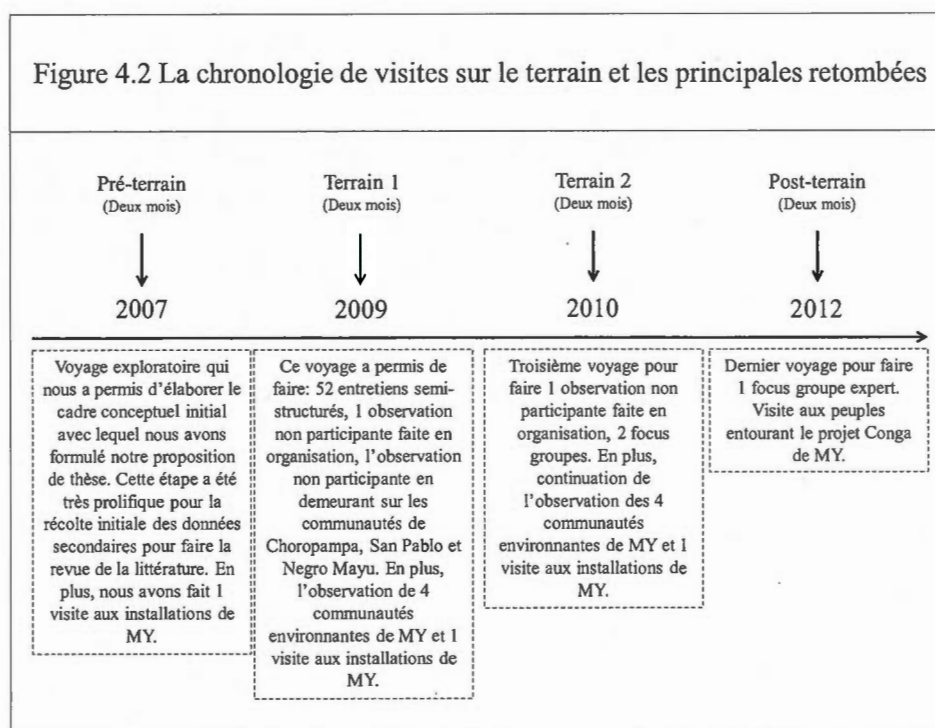 Figure 4.2 La chronologie de visites sur le terrain et les principales retombées
Pré-terrain
(Deux mois)
2007
Voyage exploratoire qui
nous a permis d'élaborer le
cadre conceptuel initial
avec lequel nous avons
formulé notre proposition
de thèse. Cette étape a été
très prolifique pour la
récolte initiale des données
secondaires pour faire la
revue de la littérature. En
plus, nous avons fait 1
visite aux installations de
MY.
Terrain 1
(Deux mois)
2009
Ce voyage a permis de
faire: 52 entretiens semi-
structurés, 1 observation
non participante faite en
organisation, l'observation
non participante en
demeurant sur les
communautés de
Choropampa, San Pablo et
Negro Mayu. En plus,
l'observation de 4
communautés
environnantes de MY et 1
visite aux installations de
MY.
Terrain 2
(Deux mois)
2010
Troisième voyage pour
faire 1 observation non
participante faite en
organisation, 2 focus
groupes. En plus,
continuation de
l'observation des 4
communautés
environnantes de MY et 1
visite aux installations de
MY.
Post-terrain
(Deux mois)
2012
Dernier voyage pour faire
1 focus groupe expert.
Visite aux peuples
entourant le projet Conga
de MY.